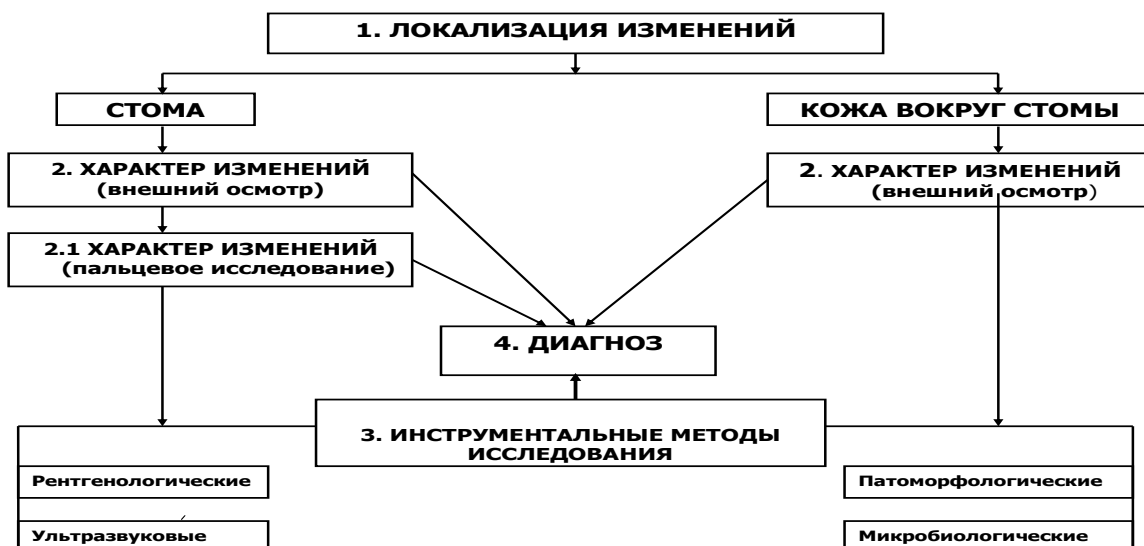 1. ЛОКАЛИЗАЦИЯ ИЗМЕНЕНИЙ
СТОМА
КОЖА ВОКРУГ СТОМЫ
2. ХАРАКТЕР ИЗМЕНЕНИЙ
(внешний осмотр)
2. ХАРАКТЕР ИЗМЕНЕНИЙ
(внешний осмотр)
2.1 ХАРАКТЕР ИЗМЕНЕНИЙ
(пальцевое исследование)
4. ДИАГНОЗ
3. ИНСТРУМЕНТАЛЬНЫЕ МЕТОДЫ
ИССЛЕДОВАНИЯ
Рентгенологические
Патоморфологические
Ультразвуковые
Микробиологические